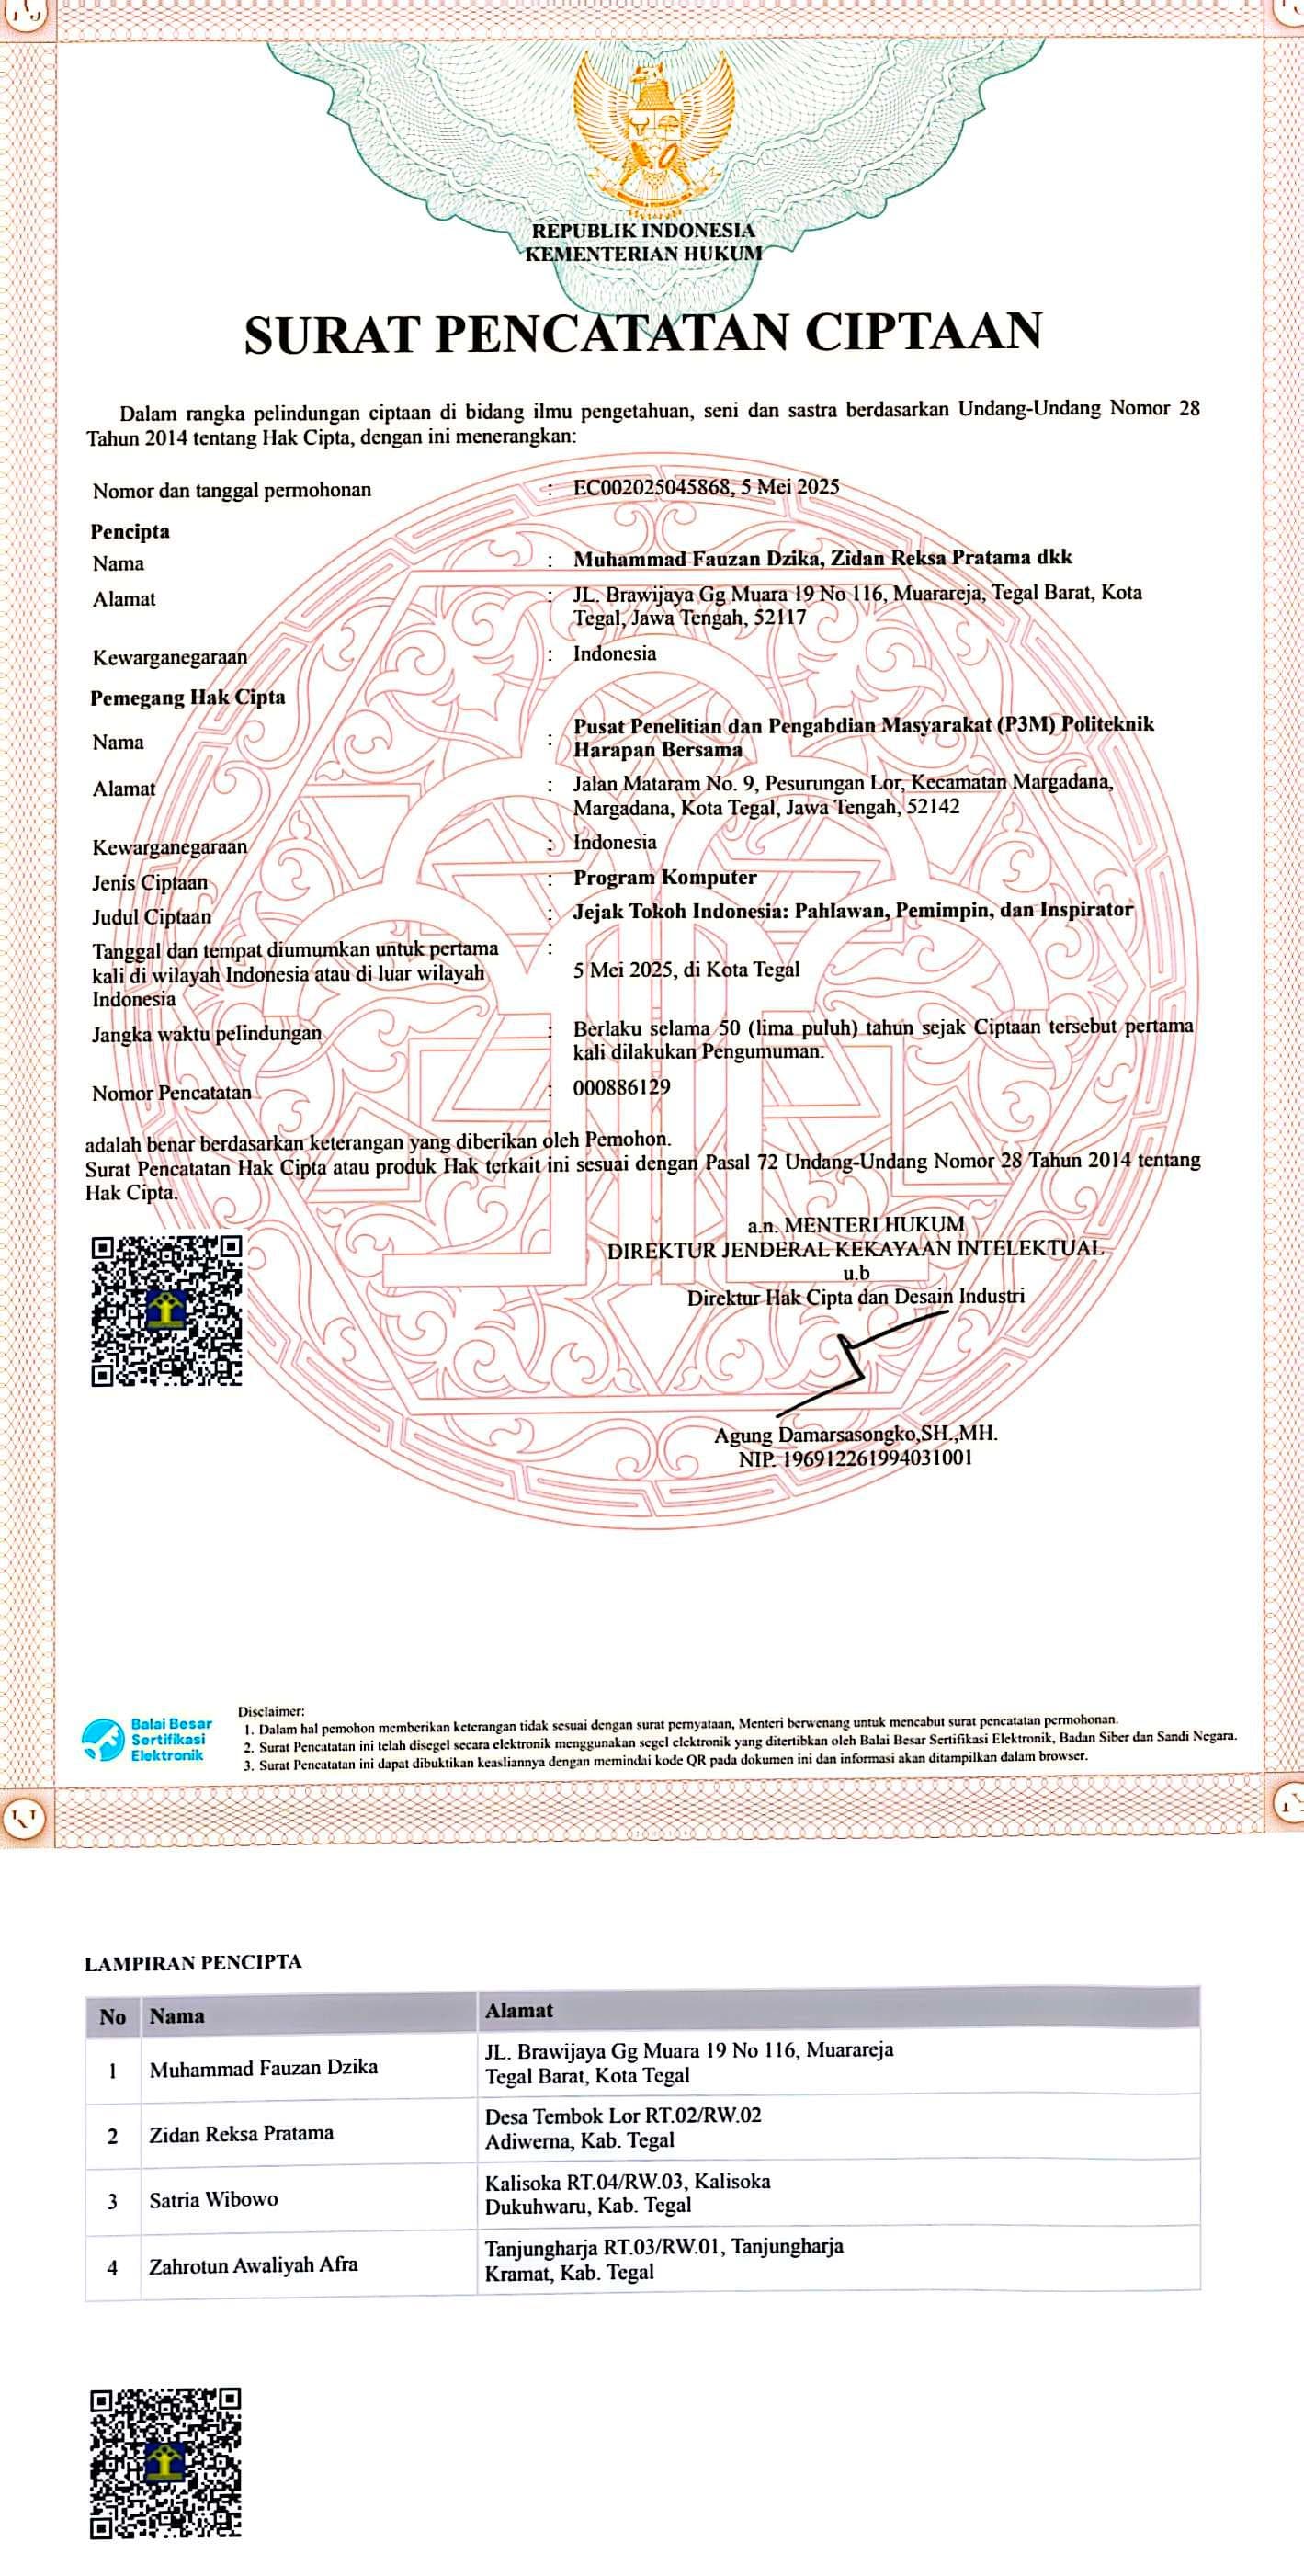 REPUBLIK INDONESIA
KEMENTERIAN HUKUM
SURAT PENCATATAN CIPTAAN
Dalam rangka pelindungan ciptaan di bidang ilmu pengetahuan, seni dan sastra berdasarkan Undang-Undang Nomor 28
Tahun 2014 tentang Hak Cipta, dengan ini menerangkan:
Nomor dan tanggal permohonan : EC002025045868, 5 Mei 2025
Pencipta
Nama : Muhammad Fauzan Dzika, Zidan Reksa Pratama dkk
Alamat : JL. Brawijaya Gg Muara 19 No 116, Muarareja, Tegal Barat, Kota
Tegal, Jawa Tengah, 52117
Kewarganegaraan : Indonesia
Pemegang Hak Cipta
Nama : Pusat Penelitian dan Pengabdian Masyarakat (P3M) Politeknik
Harapan Bersama
Alamat : Jalan Mataram No. 9, Pesurungan Lor, Kecamatan Margadana,
Margadana, Kota Tegal, Jawa Tengah, 52142
Kewarganegaraan : Indonesia
Jenis Ciptaan : Program Komputer
Judul Ciptaan : Jejak Tokoh Indonesia: Pahlawan, Pemimpin, dan Inspirator
Tanggal dan tempat diumumkan untuk pertama :
kali di wilayah Indonesia atau di luar wilayah 5 Mei 2025, di Kota Tegal
Indonesia
Jangka waktu pelindungan : Berlaku selama 50 (lima puluh) tahun sejak Ciptaan tersebut pertama
kali dilakukan Pengumuman.
Nomor Pencatatan : 000886129
adalah benar berdasarkan keterangan yang diberikan oleh Pemohon.
Surat Pencatatan Hak Cipta atau produk Hak terkait ini sesuai dengan Pasal 72 Undang-Undang Nomor 28 Tahun 2014 tentang
Hak Cipta.
a.n. MENTERI HUKUM
DIREKTUR JENDERAL KEKAYAAN INTELEKTUAL
u.b
Direktur Hak Cipta dan Desain Industri
Agung Damarsasongko,SH.,MH.
NIP. 196912261994031001
Balai Besar
Sertifikasi
Elektronik
Disclaimer:
1. Dalam hal pemohon memberikan keterangan tidak sesuai dengan surat pernyataan, Menteri berwenang untuk mencabut surat pencatatan permohonan.
2. Surat Pencatatan ini telah disegel secara elektronik menggunakan segel elektronik yang ditertibkan oleh Balai Besar Sertifikasi Elektronik, Badan Siber dan Sandi Negara.
3. Surat Pencatatan ini dapat dibuktikan keasliannya dengan memindai kode QR pada dokumen ini dan informasi akan ditampilkan dalam browser.
LAMPIRAN PENCIPTA
No Nama Alamat
1 Muhammad Fauzan Dzika JL. Brawijaya Gg Muara 19 No 116, Muarareja
Tegal Barat, Kota Tegal
2 Zidan Reksa Pratama Desa Tembok Lor RT.02/RW.02
Adiwerna, Kab. Tegal
3 Satria Wibowo Kalisoka RT.04/RW.03, Kalisoka
Dukuhwaru, Kab. Tegal
4 Zahrotun Awaliyah Afra Tanjungharja RT.03/RW.01, Tanjungharja
Kramat, Kab. Tegal